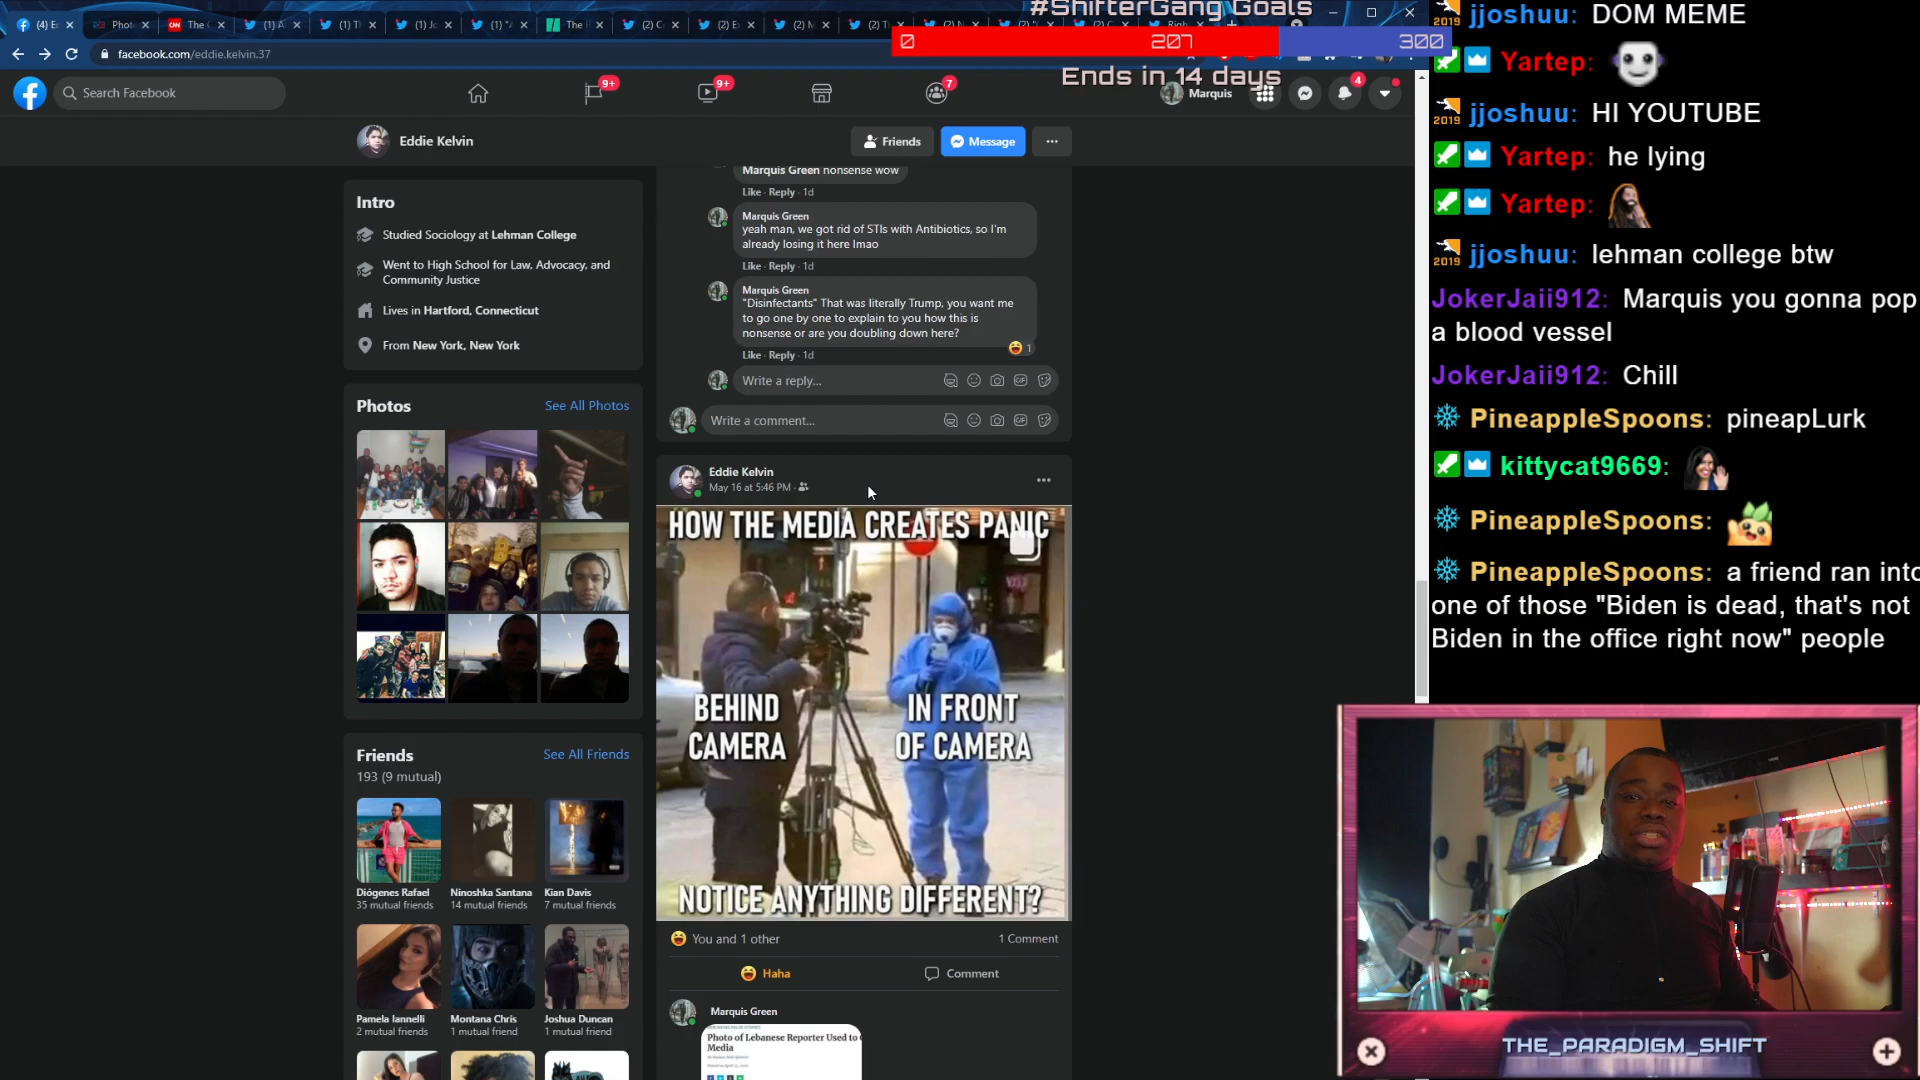 #ShifterGang Goals
0 207 300
Ends in 14 days
facebook.com/eddie.kelvin.37
Search Facebook
9+
9+
7
Marquis
4
Eddie Kelvin
Friends
Message
Intro
Studied Sociology at Lehman College
Went to High School for Law, Advocacy, and
Community Justice
Lives in Hartford, Connecticut
From New York, New York
Photos
See All Photos
Friends
See All Friends
193 (9 mutual)
Diógenes Rafael
35 mutual friends
Ninoshka Santana
14 mutual friends
Kian Davis
7 mutual friends
Pamela Iannelli
2 mutual friends
Montana Chris
1 mutual friend
Joshua Duncan
1 mutual friend
Marquis Green nonsense wow
Like · Reply · 1d
Marquis Green
yeah man, we got rid of STIs with Antibiotics, so I'm
already losing it here lmao
Like · Reply · 1d
Marquis Green
"Disinfectants" That was literally Trump, you want me
to go one by one to explain to you how this is
nonsense or are you doubling down here?
1
Like · Reply · 1d
Write a reply...
Write a comment...
Eddie Kelvin
May 16 at 5:46 PM ·
HOW THE MEDIA CREATES PANIC
BEHIND
CAMERA
IN FRONT
OF CAMERA
NOTICE ANYTHING DIFFERENT?
You and 1 other
1 Comment
Haha
Comment
Marquis Green
Photo of Lebanese Reporter Used to
Media
2019 jjoshuu: DOM MEME
Yartep:
2019 jjoshuu: HI YOUTUBE
Yartep: he lying
Yartep:
2019 jjoshuu: lehman college btw
JokerJaii912: Marquis you gonna pop
a blood vessel
JokerJaii912: Chill
PineappleSpoons: pineapLurk
kittycat9669:
PineappleSpoons:
PineappleSpoons: a friend ran into
one of those "Biden is dead, that's not
Biden in the office right now" people
THE_PARADIGM_SHIFT